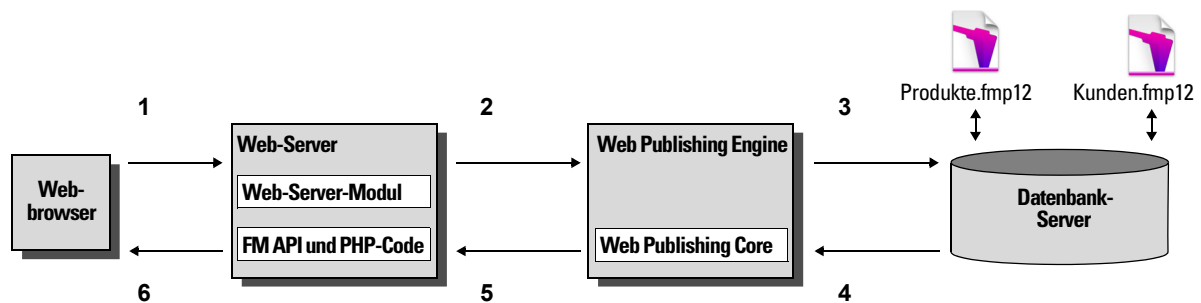 Produkte.fmp12
Kunden.fmp12
1
2
3
Web-
browser
Web-Server
Web-Server-Modul
FM API und PHP-Code
Web Publishing Engine
Web Publishing Core
Datenbank-
Server
6
5
4